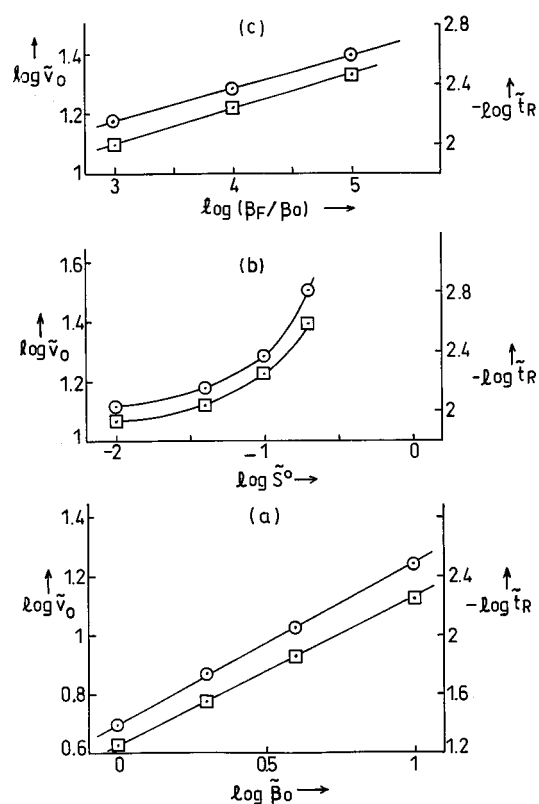 (c)
log ṽ₀ →
1.4
1.2
1
2.8
2.4
2
-log t̃R →
3 4 5
log (βF/β0) →
(b)
log ṽ₀ →
1.6
1.4
1.2
1
2.8
2.4
2
-log t̃R →
-2 -1 0
log S̃° →
(a)
log ṽ₀ →
1.4
1.2
1
0.8
0.6
2.4
2
1.6
1.2
-log t̃R →
0 0.5 1
log β̃0 →